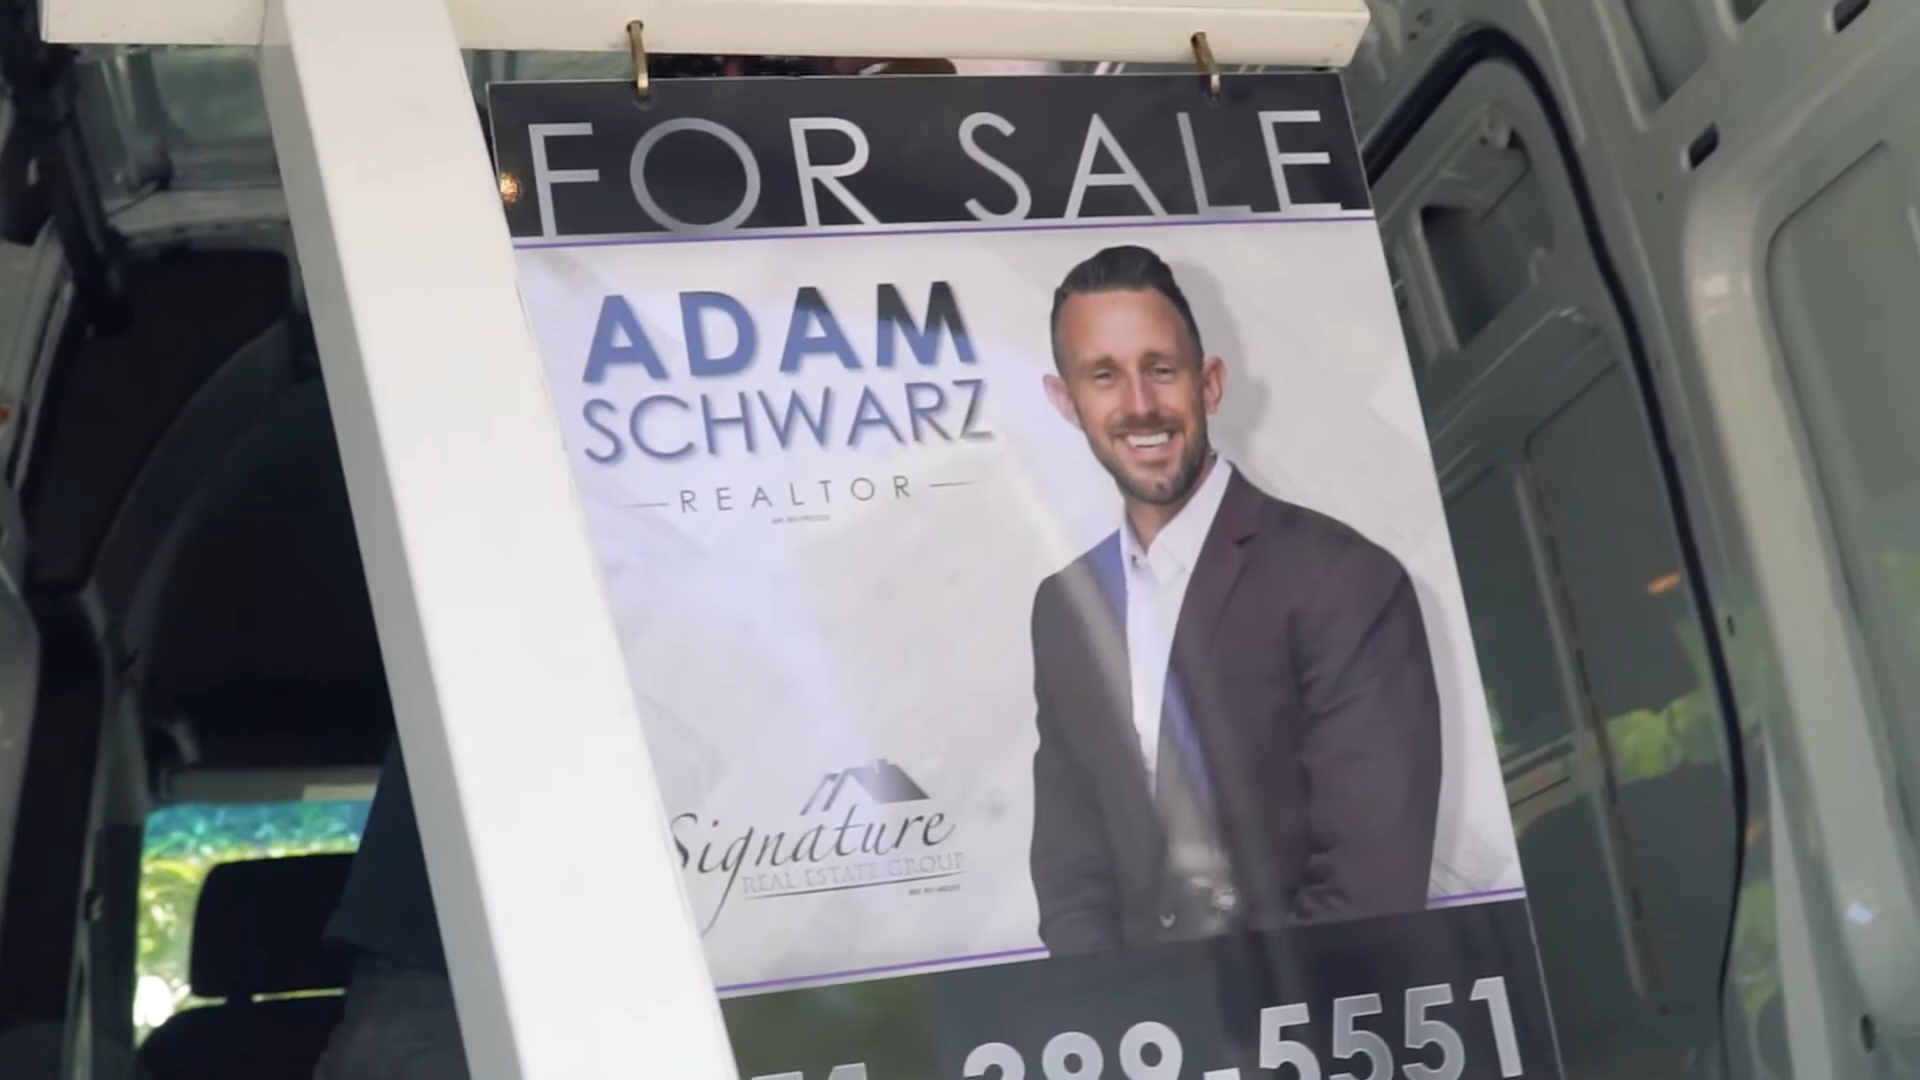 FOR SALE
ADAM
SCHWARZ
REALTOR
Signature
REAL ESTATE GROUP
389-5551